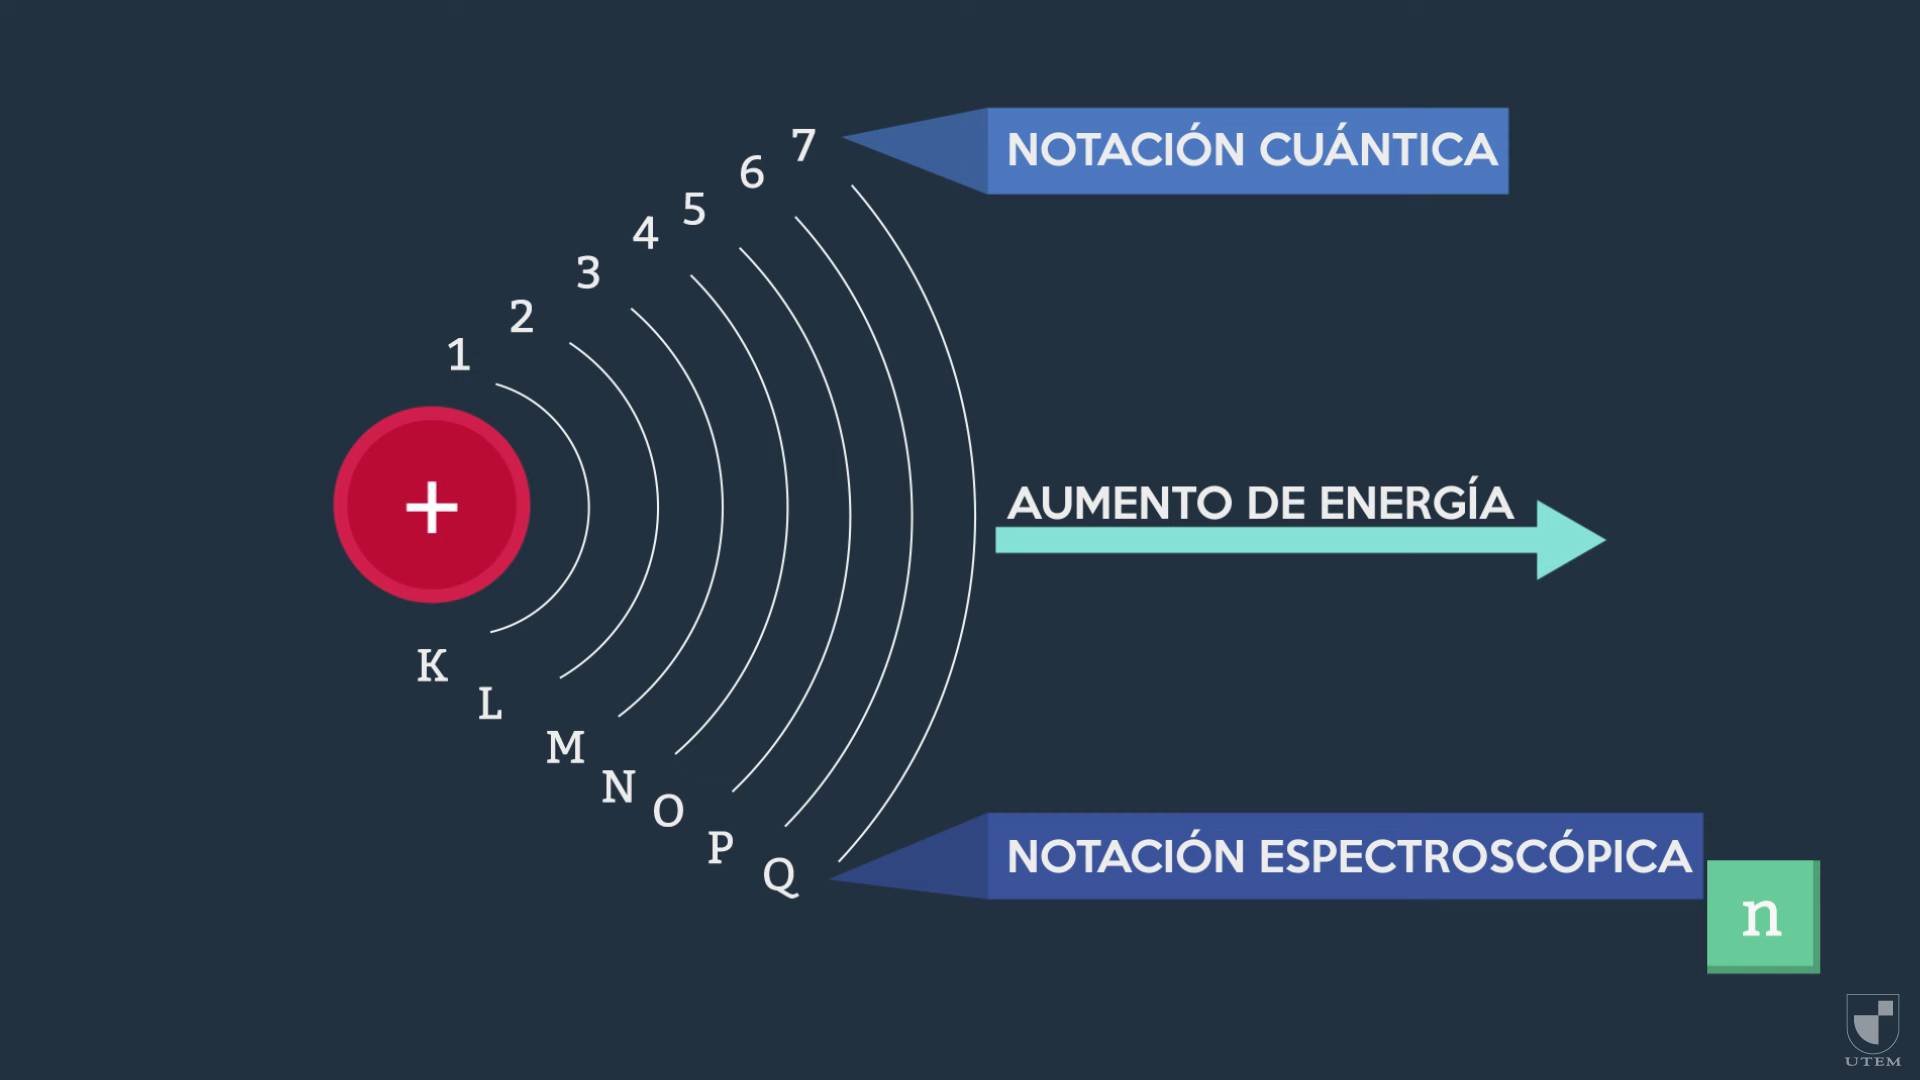 7
NOTACIÓN CUÁNTICA
6
5
4
3
2
1
+
AUMENTO DE ENERGÍA
K
L
M
N
O
P
Q
NOTACIÓN ESPECTROSCÓPICA
n
UTEM